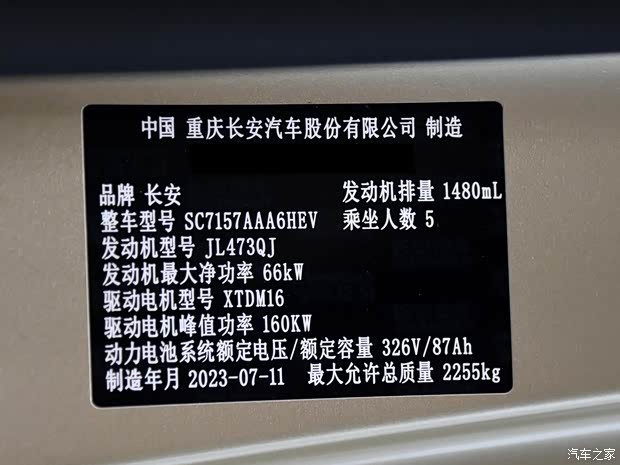 中国 重庆长安汽车股份有限公司 制造
品牌 长安 发动机排量 1480mL
整车型号 SC7157AAA6HEV 乘坐人数 5
发动机型号 JL473QJ
发动机最大净功率 66kW
驱动电机型号 XTDM16
驱动电机峰值功率 160KW
动力电池系统额定电压/额定容量 326V/87Ah
制造年月 2023-07-11 最大允许总质量 2255kg
汽车之家